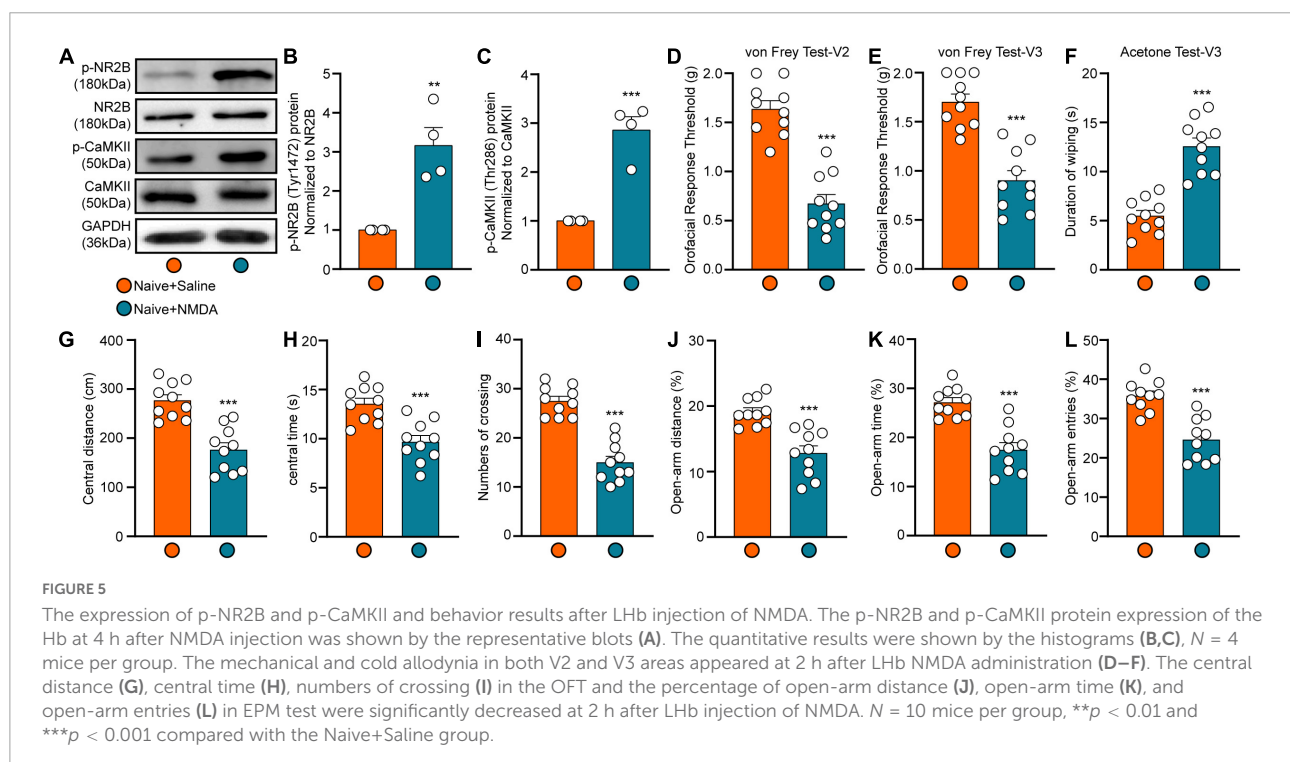 A
p-NR2B
(180kDa)
NR2B
(180kDa)
p-CaMKII
(50kDa)
CaMKII
(50kDa)
GAPDH
(36kDa)
Naive+Saline
Naive+NMDA
B
p-NR2B (Tyr1472) protein
Normalized to NR2B
5
4
3
2
1
0
**
C
p-CaMKII (Thr286) protein
Normalized to CaMKII
4
3
2
1
0
***
D
von Frey Test-V2
Orofacial Response Threshold (g)
2.0
1.5
1.0
0.5
0.0
***
E
von Frey Test-V3
Orofacial Response Threshold (g)
2.0
1.5
1.0
0.5
0.0
***
F
Acetone Test-V3
Duration of wiping (s)
20
15
10
5
0
***
G
Central distance (cm)
400
300
200
100
0
***
H
central time (s)
20
15
10
5
0
***
I
Numbers of crossing
40
30
20
10
0
***
J
Open-arm distance (%)
30
20
10
0
***
K
Open-arm time (%)
40
30
20
10
0
***
L
Open-arm entries (%)
50
40
30
20
10
0
***
FIGURE 5
The expression of p-NR2B and p-CaMKII and behavior results after LHb injection of NMDA. The p-NR2B and p-CaMKII protein expression of the
Hb at 4 h after NMDA injection was shown by the representative blots (A). The quantitative results were shown by the histograms (B,C), N = 4
mice per group. The mechanical and cold allodynia in both V2 and V3 areas appeared at 2 h after LHb NMDA administration (D–F). The central
distance (G), central time (H), numbers of crossing (I) in the OFT and the percentage of open-arm distance (J), open-arm time (K), and
open-arm entries (L) in EPM test were significantly decreased at 2 h after LHb injection of NMDA. N = 10 mice per group, **p < 0.01 and
***p < 0.001 compared with the Naive+Saline group.